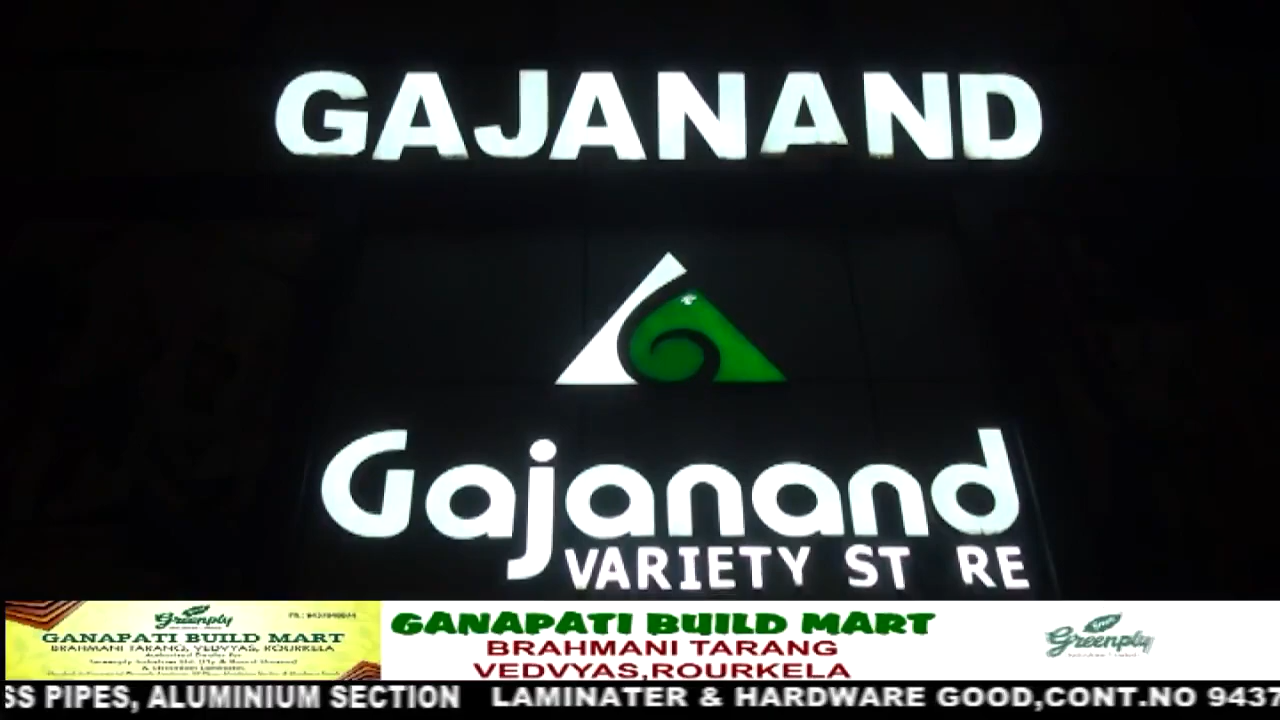 GAJANAND
Gajanand
VARIETY ST RE
Greenply
GANAPATI BUILD MART
BRAHMANI TARANG, VEDVYAS, ROURKELA
GANAPATI BUILD MART
BRAHMANI TARANG
VEDVYAS,ROURKELA
Greenply
SS PIPES, ALUMINIUM SECTION LAMINATER & HARDWARE GOOD,CONT.NO 9437